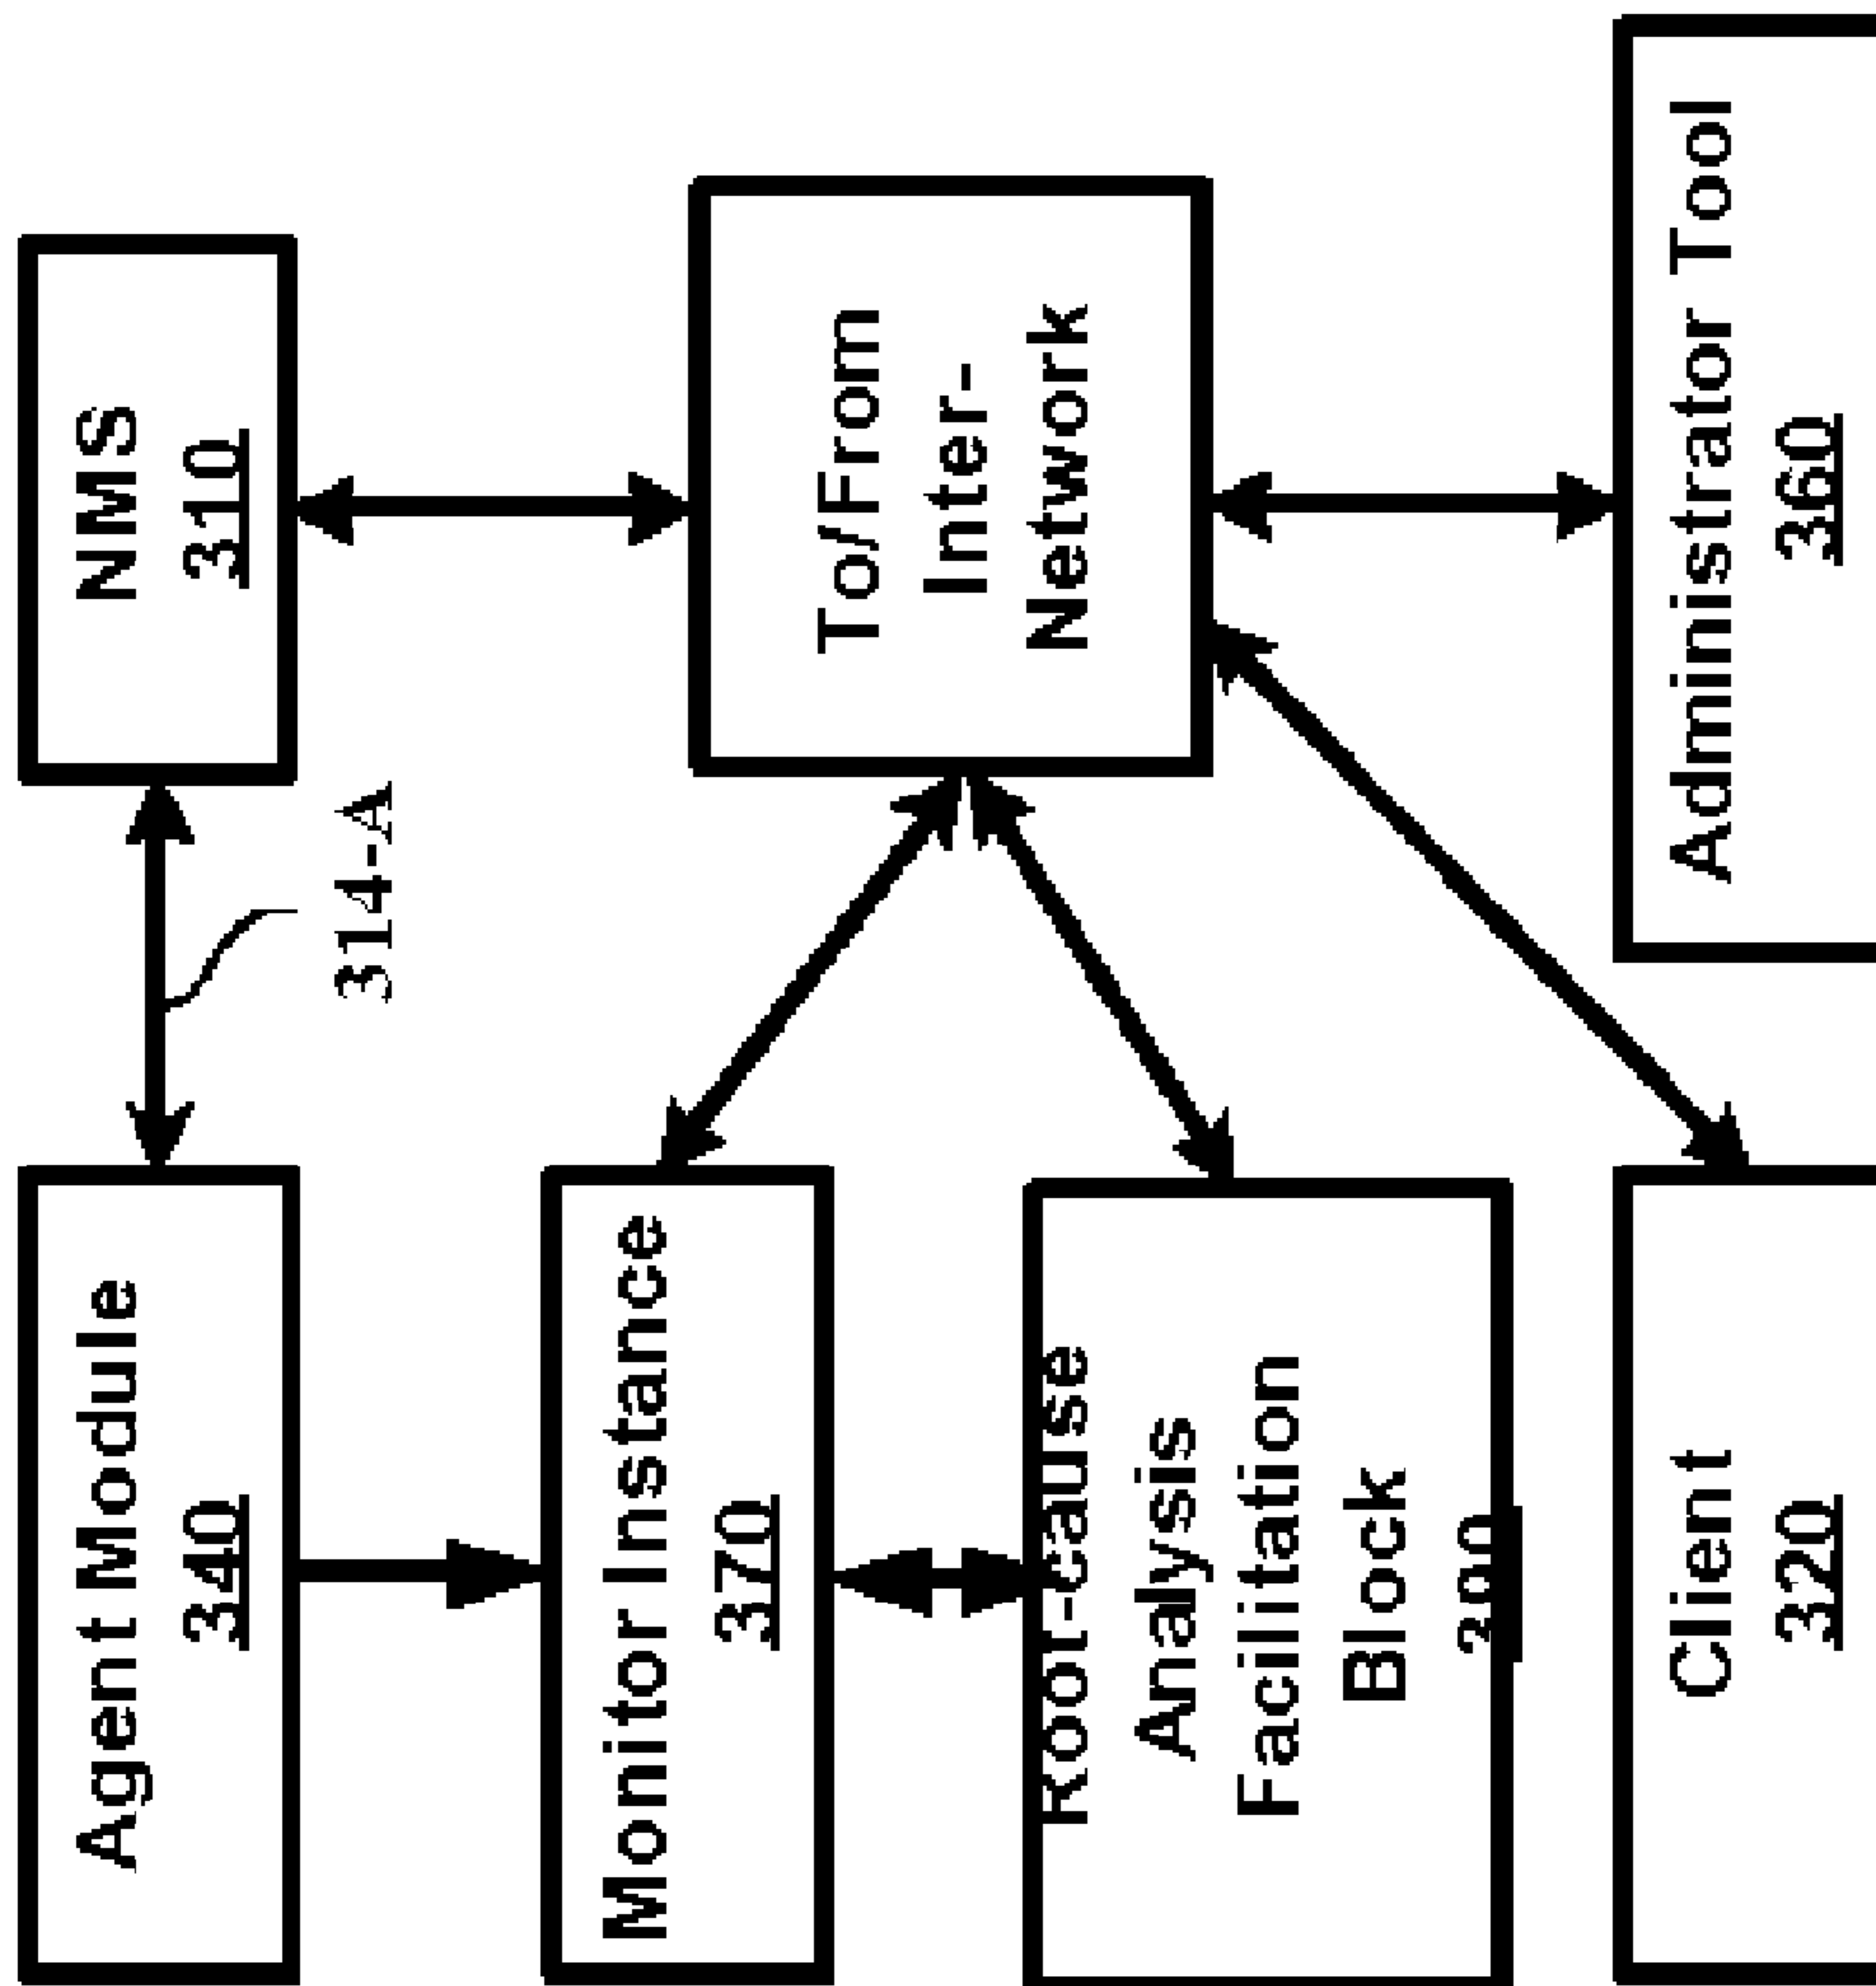 Agent Module
340
314-A
NMS
310
Monitor Instance
370
To/From
Inter-
Network
Root-cause
Analysis
Facilitation
Block
Client
320
Administrator Tool
360